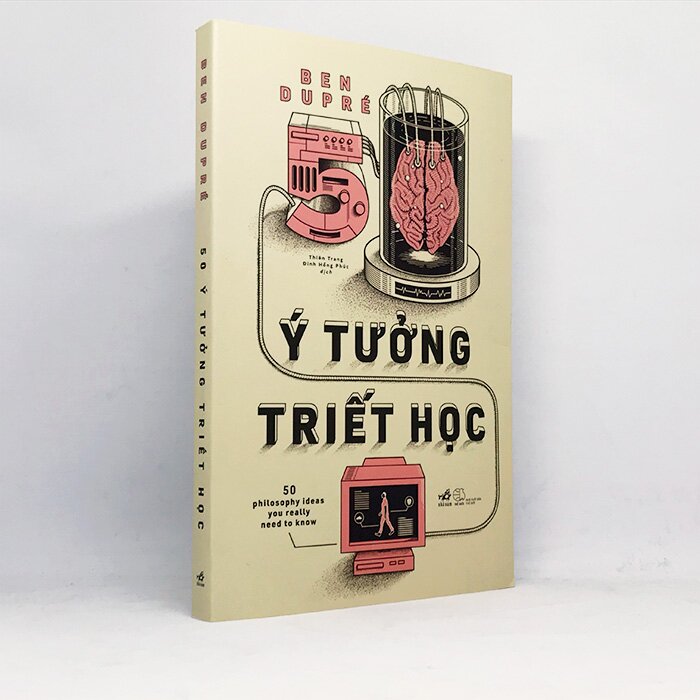 BEN DUPRÉ 50 Ý TƯỞNG TRIẾT HỌC
BEN
DUPRÉ
50
Thiên Trang
Đinh Hồng Phúc
dịch
Ý TƯỞNG
TRIẾT HỌC
50
philosophy ideas
you really
need to know